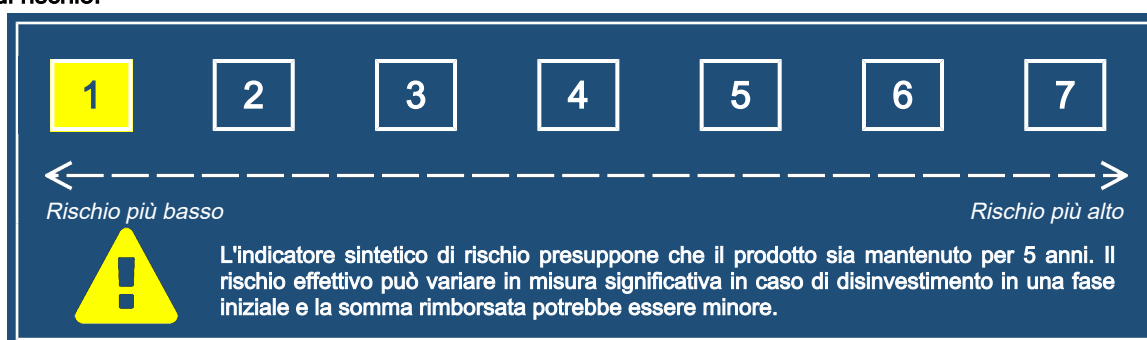 di rischio:
1 2 3 4 5 6 7
Rischio più basso Rischio più alto
L'indicatore sintetico di rischio presuppone che il prodotto sia mantenuto per 5 anni. Il
rischio effettivo può variare in misura significativa in caso di disinvestimento in una fase
iniziale e la somma rimborsata potrebbe essere minore.